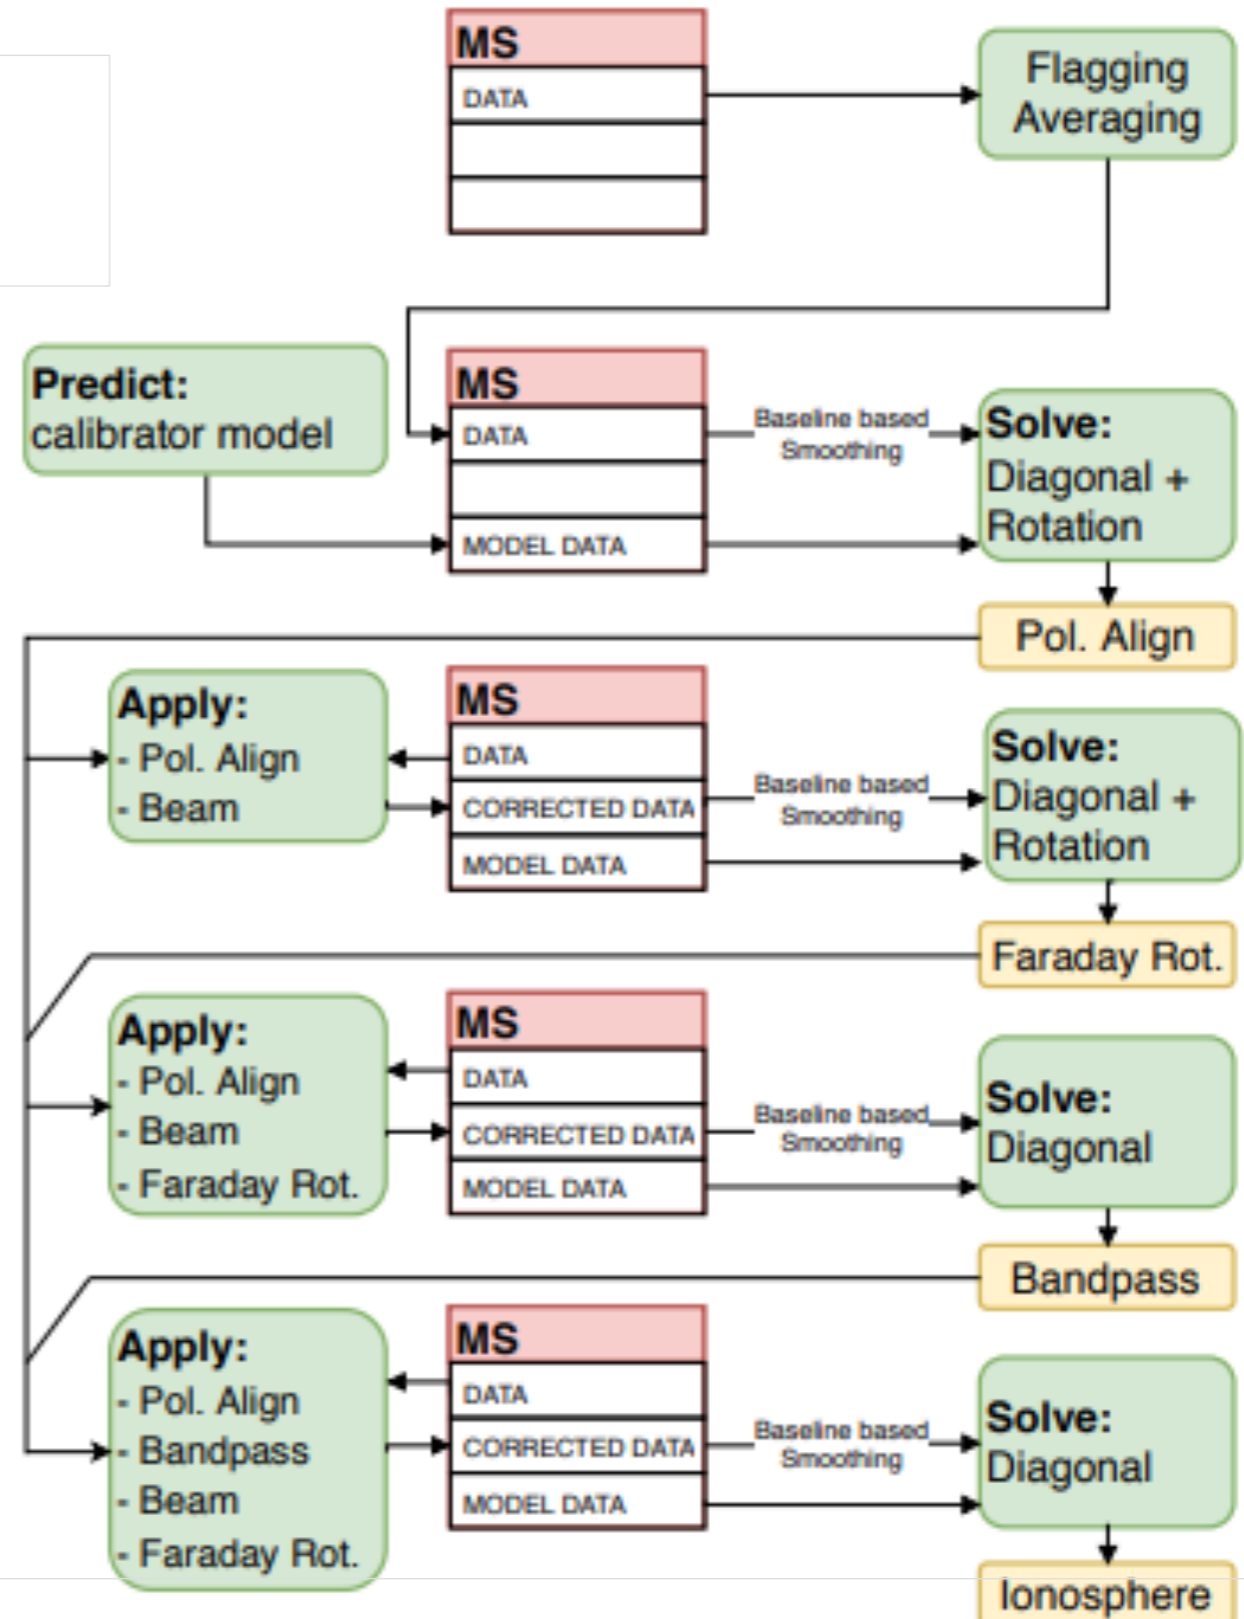 MS
DATA
Flagging
Averaging
Predict:
calibrator model
MS
DATA
MODEL DATA
Baseline based
Smoothing
Solve:
Diagonal +
Rotation
Pol. Align
Apply:
- Pol. Align
- Beam
MS
DATA
CORRECTED DATA
MODEL DATA
Baseline based
Smoothing
Solve:
Diagonal +
Rotation
Faraday Rot.
Apply:
- Pol. Align
- Beam
- Faraday Rot.
MS
DATA
CORRECTED DATA
MODEL DATA
Baseline based
Smoothing
Solve:
Diagonal
Bandpass
Apply:
- Pol. Align
- Bandpass
- Beam
- Faraday Rot.
MS
DATA
CORRECTED DATA
MODEL DATA
Baseline based
Smoothing
Solve:
Diagonal
Ionosphere